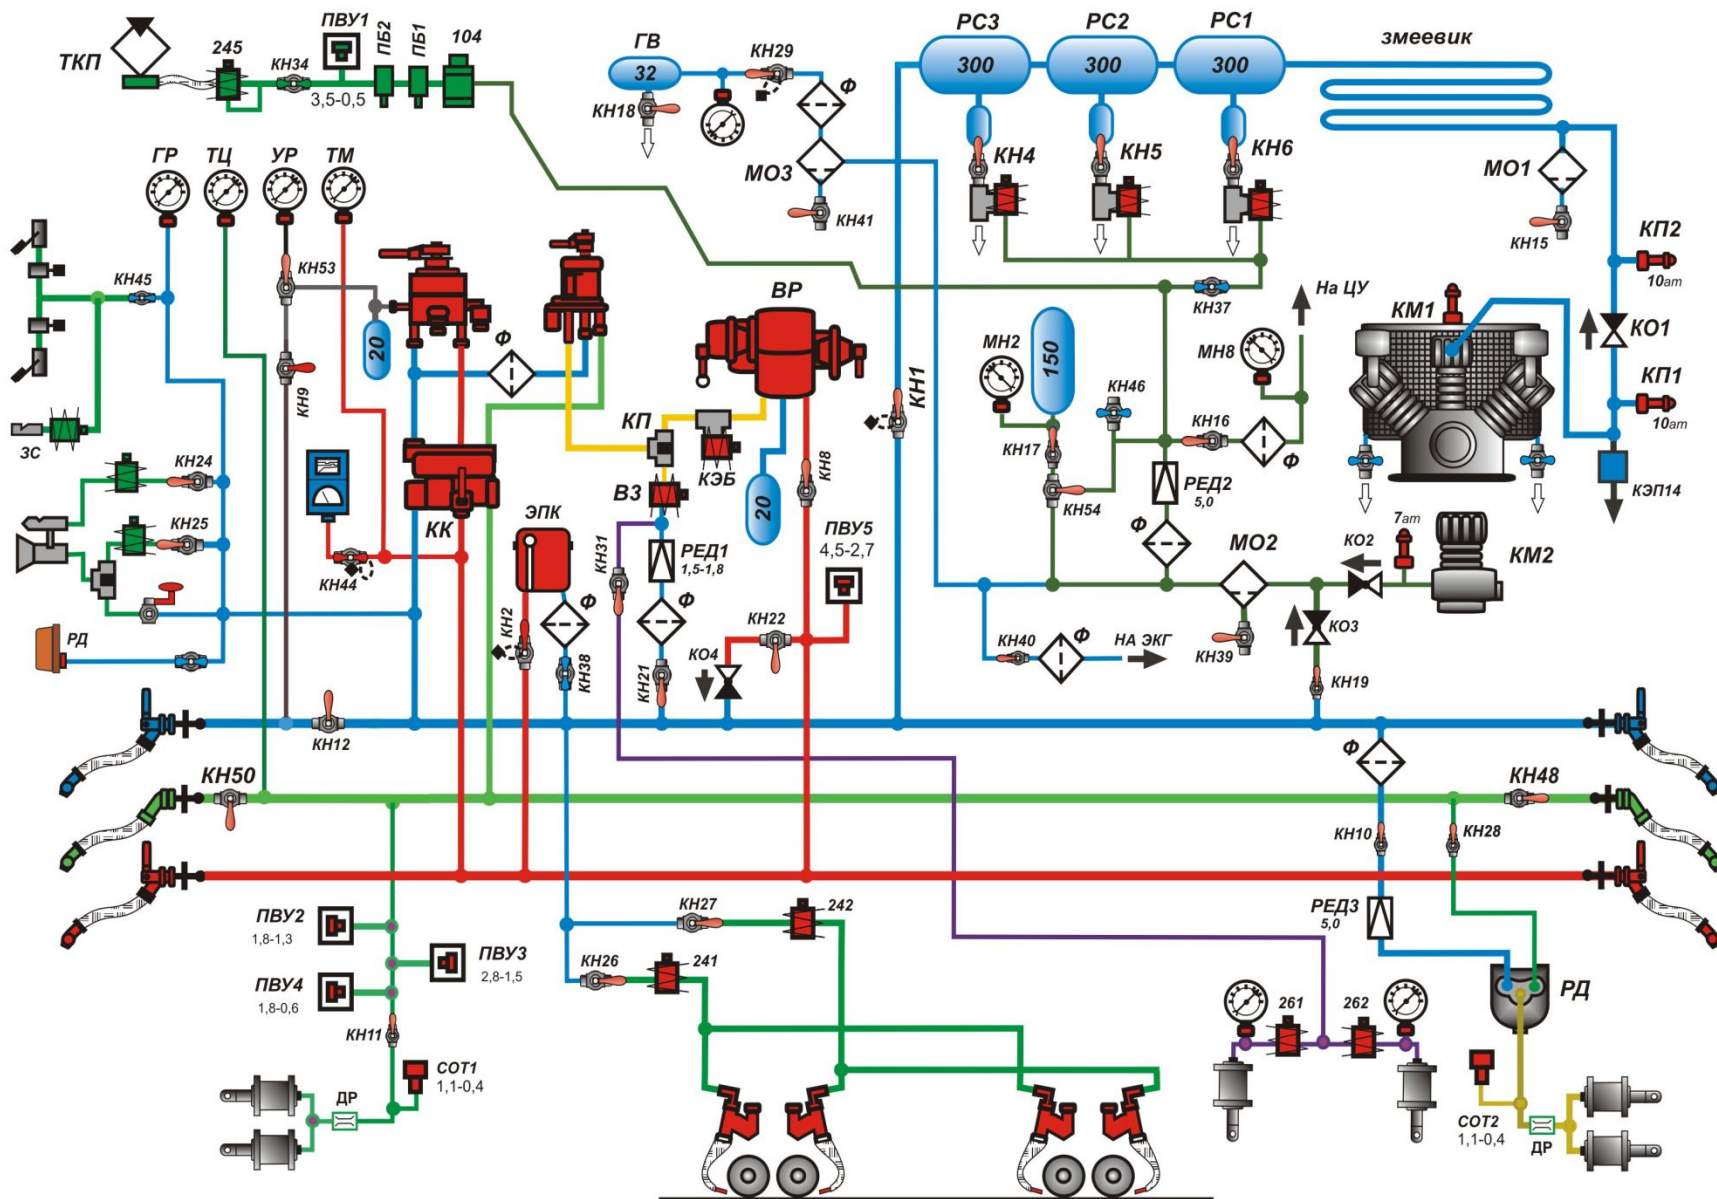 ТКП
245
КН34
ПВУ1
3,5-0,5
ПБ2
ПБ1
104
ГВ
32
КН18
КН29
Ф
МО3
КН41
РС3
300
РС2
300
РС1
300
змеевик
КН4
КН5
КН6
МО1
КН15
КП2
10ат
КО1
КП1
10ат
КЭП14
КМ1
ГР
ТЦ
УР
ТМ
КН45
КН53
КН9
20
Ф
ВР
КН37
На ЦУ
МН8
МН2
150
КН46
КН17
КН16
Ф
КН54
РЕД2
5,0
Ф
КН1
ЗС
КН24
КН25
КН44
КК
КП
КЭБ
ВЗ
20
КН8
ЭПК
КН31
РЕД1
1,5-1,8
Ф
ПВУ5
4,5-2,7
МО2
КО2
7ат
КМ2
РД
КН2
Ф
КН38
КН21
КО4
КН22
КН40
Ф
НА ЭКГ
КН39
КО3
КН19
КН12
Ф
КН50
КН48
КН10
КН28
ПВУ2
1,8-1,3
ПВУ3
2,8-1,5
ПВУ4
1,8-0,6
КН11
СОТ1
1,1-0,4
ДР
КН27
242
КН26
241
РЕД3
5,0
РД
261
262
СОТ2
1,1-0,4
ДР